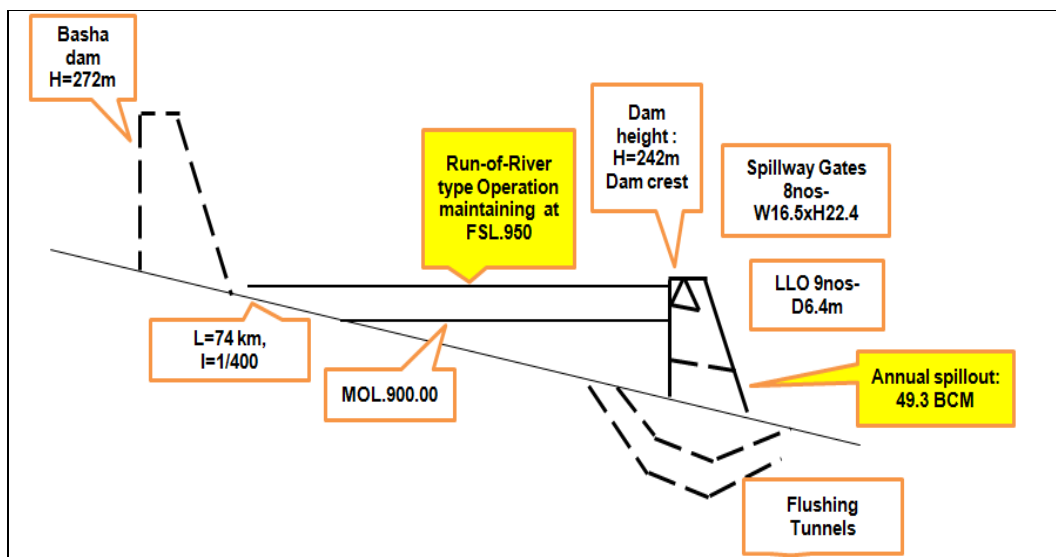 Basha
dam
H=272m
Run-of-River
type Operation
maintaining at
FSL.950
Dam
height :
H=242m
Dam crest
Spillway Gates
8nos-
W16.5xH22.4
LLO 9nos-
D6.4m
L=74 km,
I=1/400
MOL.900.00
Annual spillout:
49.3 BCM
Flushing
Tunnels